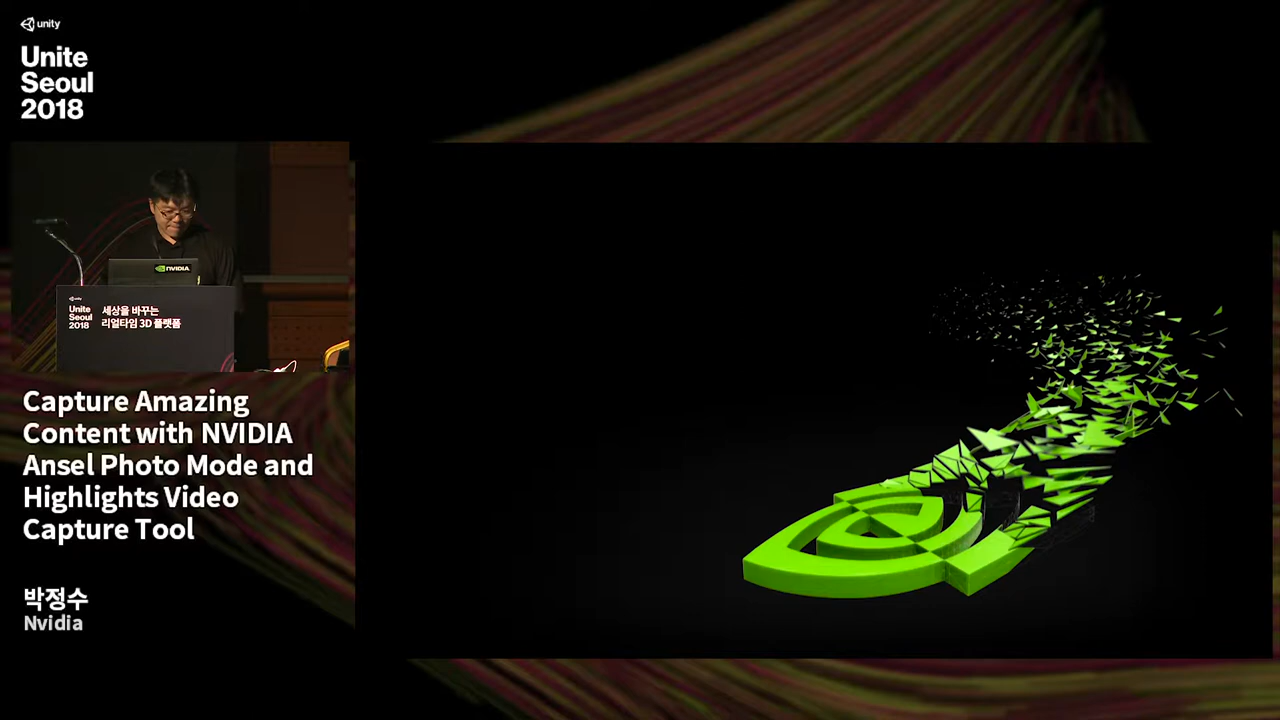 unity
Unite
Seoul
2018
NVIDIA
unity
Unite
Seoul
2018
세상을 바꾸는
리얼타임 3D 플랫폼
Capture Amazing
Content with NVIDIA
Ansel Photo Mode and
Highlights Video
Capture Tool
박정수
Nvidia